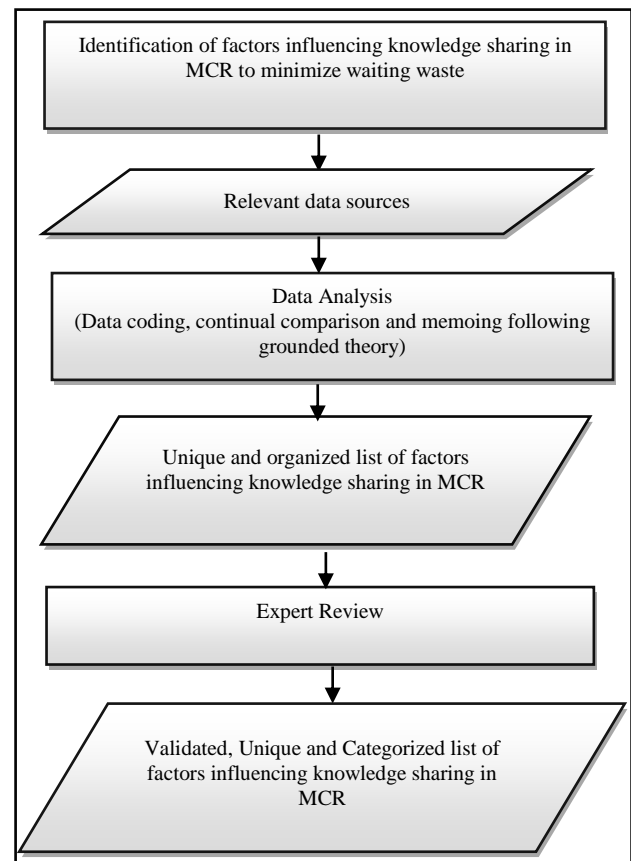 Identification of factors influencing knowledge sharing in
MCR to minimize waiting waste
Relevant data sources
Data Analysis
(Data coding, continual comparison and memoing following
grounded theory)
Unique and organized list of factors
influencing knowledge sharing in MCR
Expert Review
Validated, Unique and Categorized list of
factors influencing knowledge sharing in
MCR